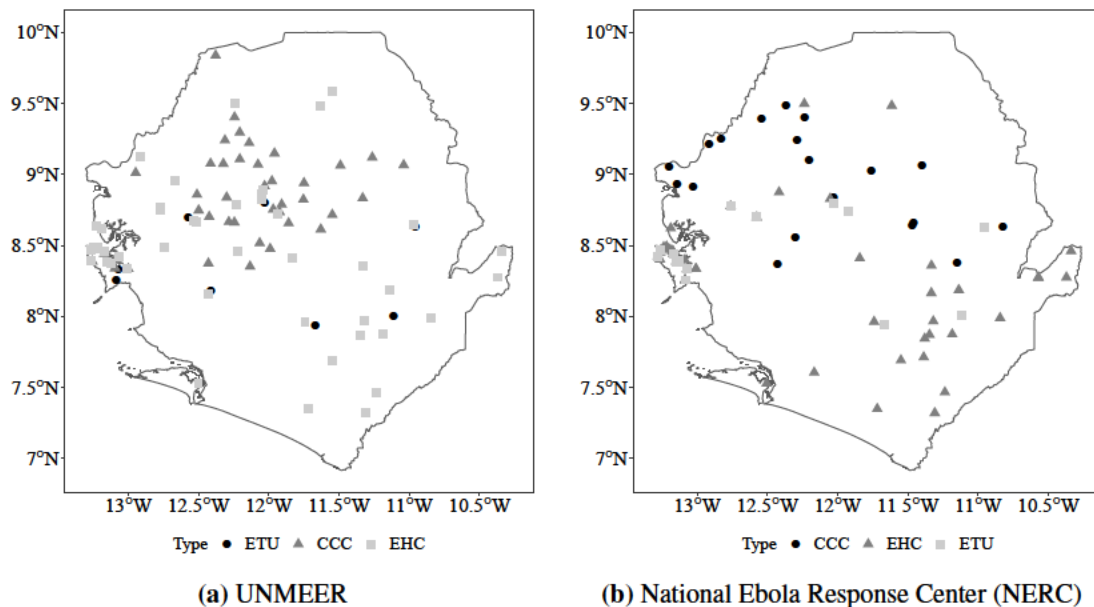 10°N
9.5°N
9°N
8.5°N
8°N
7.5°N
7°N
13°W 12.5°W 12°W 11.5°W 11°W 10.5°W
Type ETU CCC EHC
(a) UNMEER
10°N
9.5°N
9°N
8.5°N
8°N
7.5°N
7°N
13°W 12.5°W 12°W 11.5°W 11°W 10.5°W
Type CCC EHC ETU
(b) National Ebola Response Center (NERC)